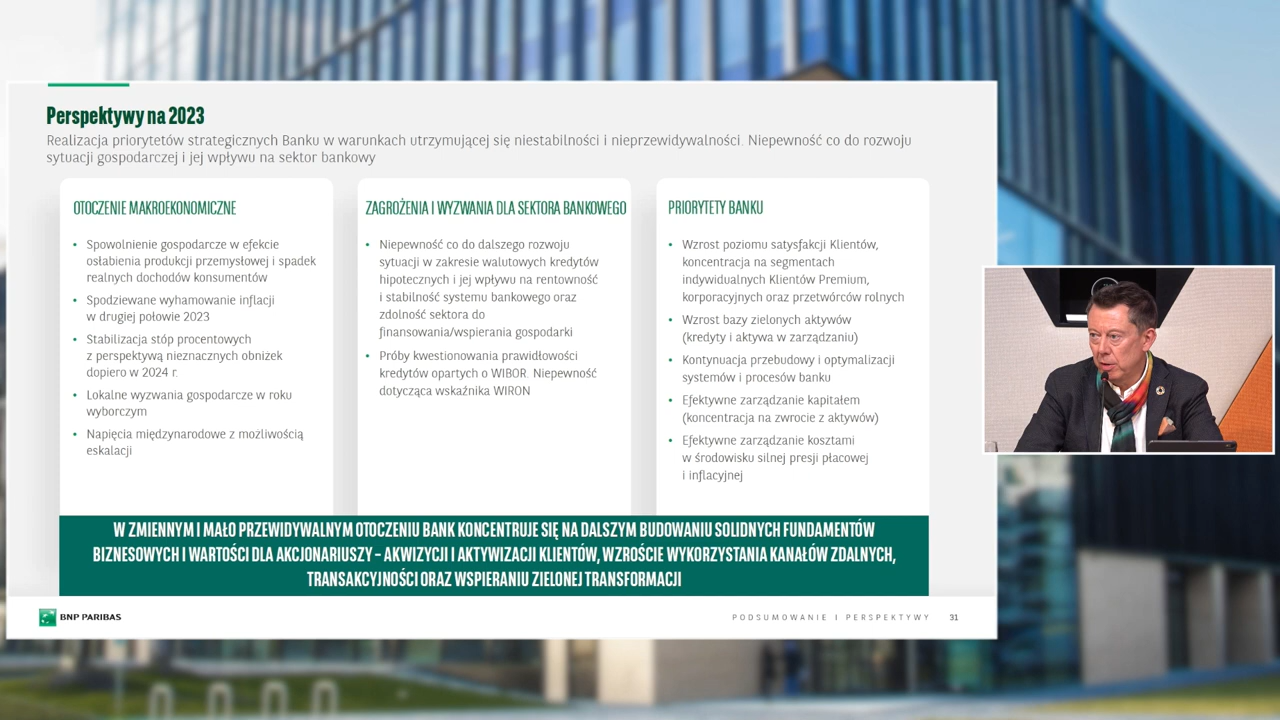 Perspektywy na 2023
Realizacja priorytetów strategicznych Banku w warunkach utrzymującej się niestabilności i nieprzewidywalności. Niepewność co do rozwoju
sytuacji gospodarczej i jej wpływu na sektor bankowy
OTOCZENIE MAKROEKONOMICZNE
• Spowolnienie gospodarcze w efekcie
osłabienia produkcji przemysłowej i spadek
realnych dochodów konsumentów
• Spodziewane wyhamowanie inflacji
w drugiej połowie 2023
• Stabilizacja stóp procentowych
z perspektywą nieznacznych obniżek
dopiero w 2024 r.
• Lokalne wyzwania gospodarcze w roku
wyborczym
• Napięcia międzynarodowe z możliwością
eskalacji
ZAGROŻENIA I WYZWANIA DLA SEKTORA BANKOWEGO
• Niepewność co do dalszego rozwoju
sytuacji w zakresie walutowych kredytów
hipotecznych i jej wpływu na rentowność
i stabilność systemu bankowego oraz
zdolność sektora do
finansowania/wspierania gospodarki
• Próby kwestionowania prawidłowości
kredytów opartych o WIBOR. Niepewność
dotycząca wskaźnika WIRON
PRIORYTETY BANKU
• Wzrost poziomu satysfakcji Klientów,
koncentracja na segmentach
indywidualnych Klientów Premium,
korporacyjnych oraz przetwórców rolnych
• Wzrost bazy zielonych aktywów
(kredyty i aktywa w zarządzaniu)
• Kontynuacja przebudowy i optymalizacji
systemów i procesów banku
• Efektywne zarządzanie kapitałem
(koncentracja na zwrocie z aktywów)
• Efektywne zarządzanie kosztami
w środowisku silnej presji płacowej
i inflacyjnej
W ZMIENNYM I MAŁO PRZEWIDYWALNYM OTOCZENIU BANK KONCENTRUJE SIĘ NA DALSZYM BUDOWANIU SOLIDNYCH FUNDAMENTÓW
BIZNESOWYCH I WARTOŚCI DLA AKCJONARIUSZY – AKWIZYCJI I AKTYWIZACJI KLIENTÓW, WZROŚCIE WYKORZYSTANIA KANAŁÓW ZDALNYCH,
TRANSAKCYJNOŚCI ORAZ WSPIERANIU ZIELONEJ TRANSFORMACJI
BNP PARIBAS
PODSUMOWANIE I PERSPEKTYWY 31